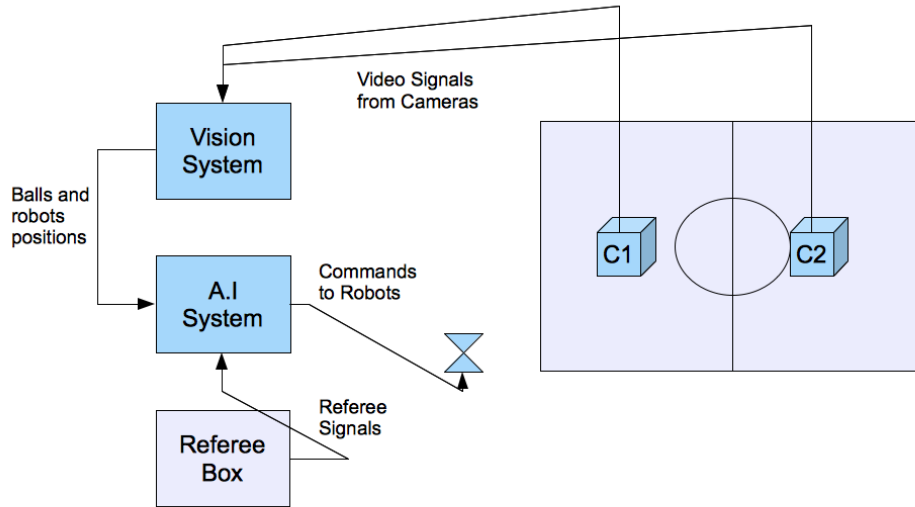 Video Signals
from Cameras
Vision
System
Balls and
robots
positions
C1
C2
A.I
System
Commands
to Robots
Referee
Signals
Referee
Box